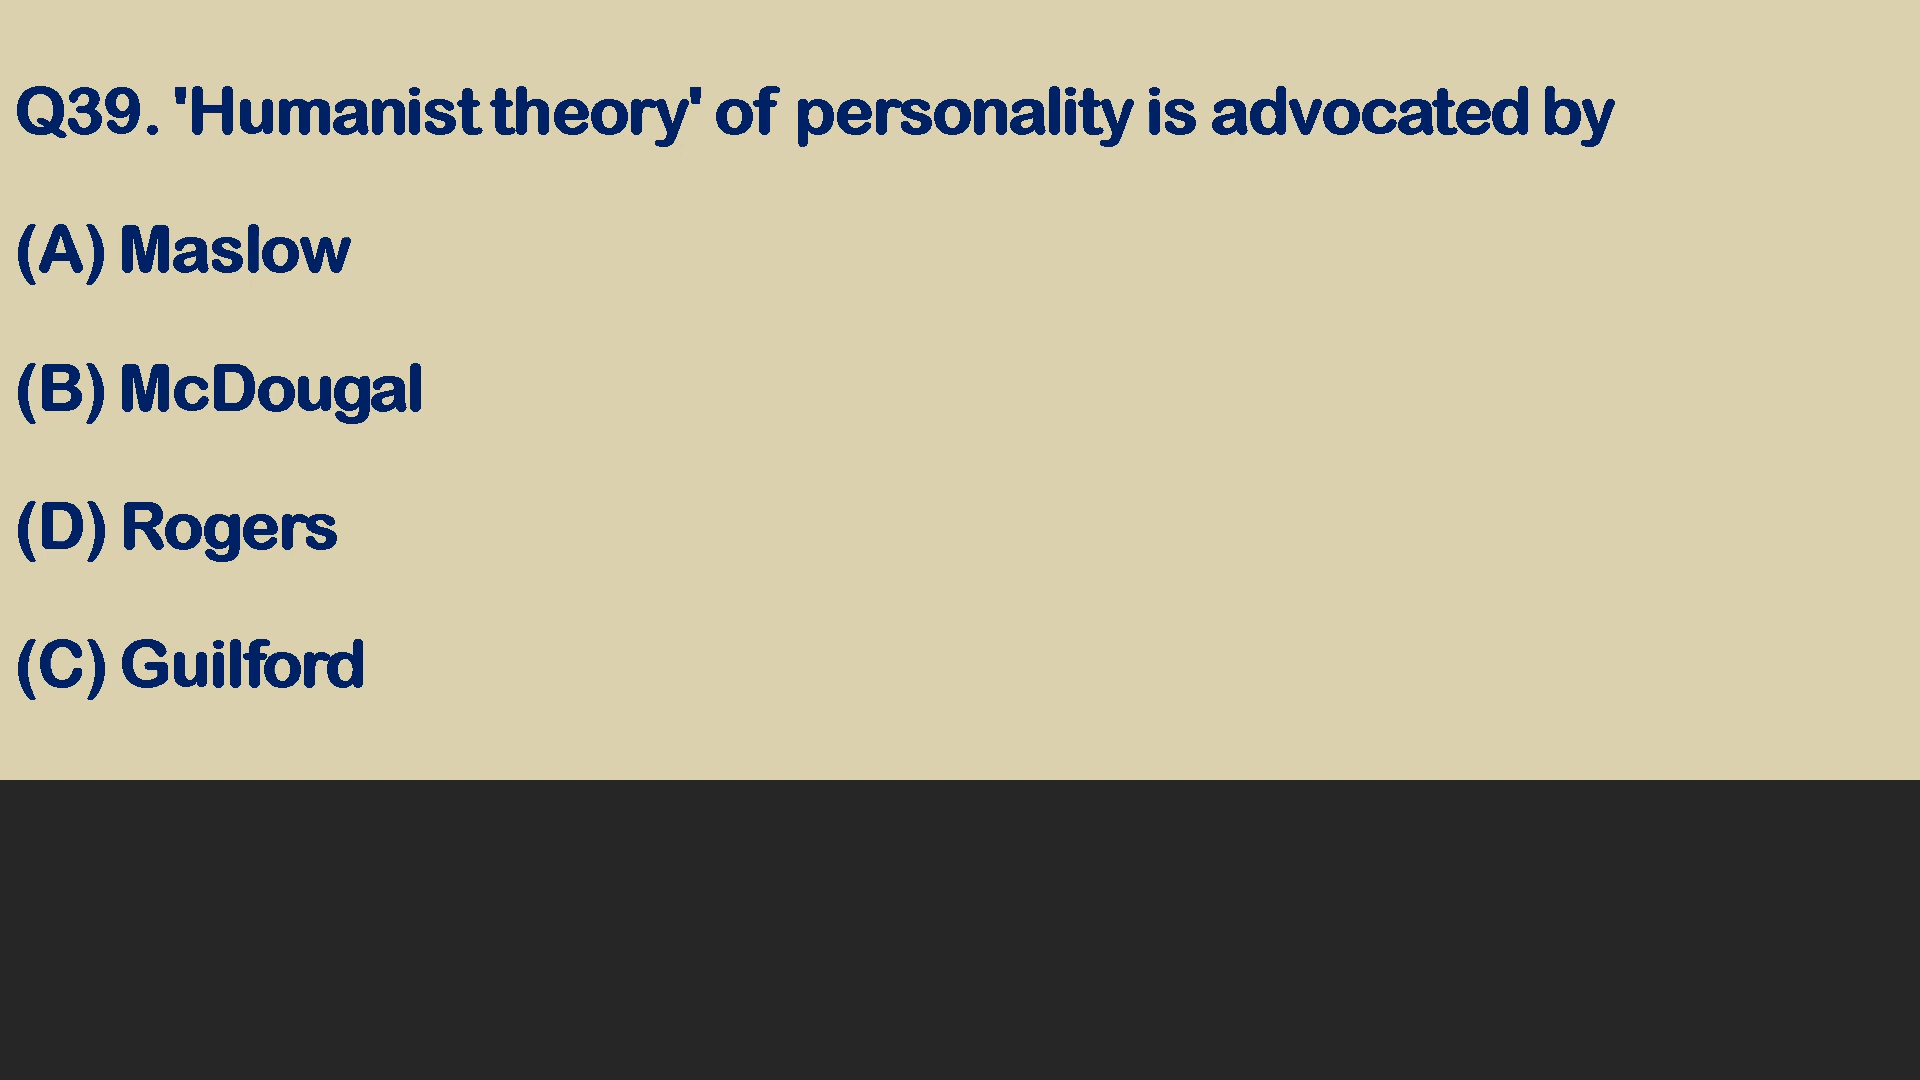 Q39. 'Humanist theory' of personality is advocated by
(A) Maslow
(B) McDougal
(D) Rogers
(C) Guilford